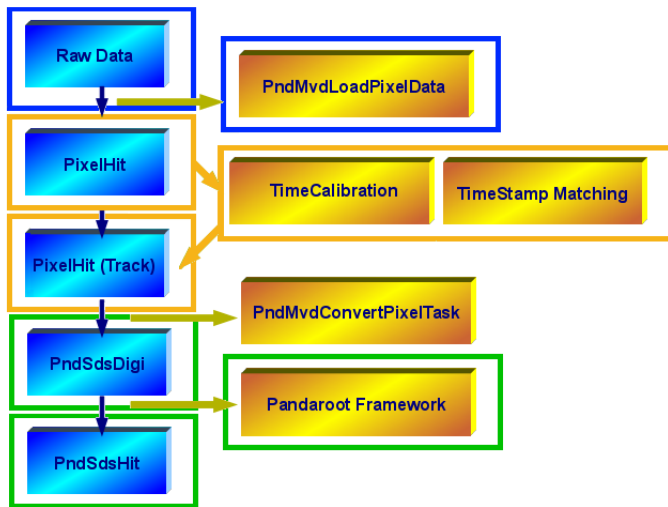 Raw Data
PndMvdLoadPixelData
PixelHit
TimeCalibration
TimeStamp Matching
PixelHit (Track)
PndMvdConvertPixelTask
PndSdsDigi
Pandaroot Framework
PndSdsHit